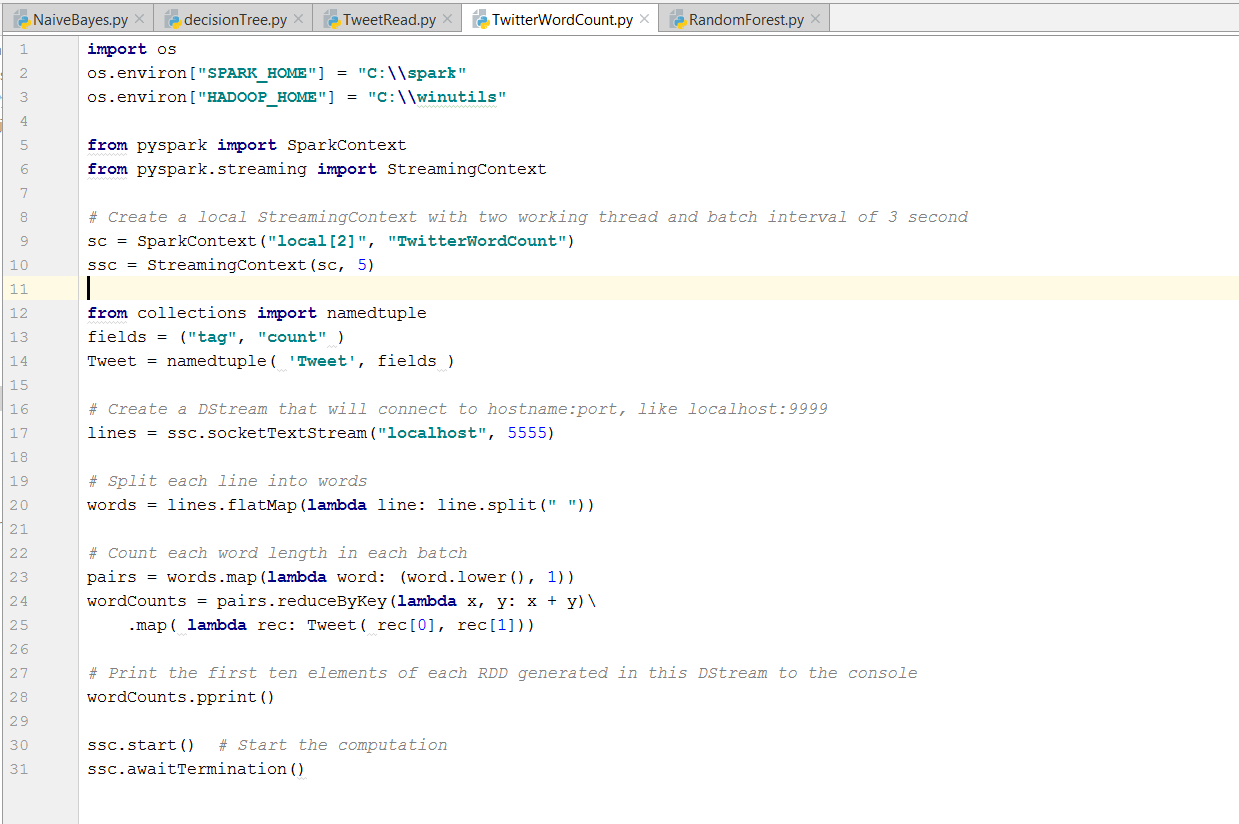 NaiveBayes.py decisionTree.py TweetRead.py TwitterWordCount.py RandomForest.py
1 import os
2 os.environ["SPARK_HOME"] = "C:\\spark"
3 os.environ["HADOOP_HOME"] = "C:\\winutils"
4
5 from pyspark import SparkContext
6 from pyspark.streaming import StreamingContext
7
8 # Create a local StreamingContext with two working thread and batch interval of 3 second
9 sc = SparkContext("local[2]", "TwitterWordCount")
10 ssc = StreamingContext(sc, 5)
11
12 from collections import namedtuple
13 fields = ("tag", "count" )
14 Tweet = namedtuple( 'Tweet', fields )
15
16 # Create a DStream that will connect to hostname:port, like localhost:9999
17 lines = ssc.socketTextStream("localhost", 5555)
18
19 # Split each line into words
20 words = lines.flatMap(lambda line: line.split(" "))
21
22 # Count each word length in each batch
23 pairs = words.map(lambda word: (word.lower(), 1))
24 wordCounts = pairs.reduceByKey(lambda x, y: x + y)\
25     .map( lambda rec: Tweet( rec[0], rec[1]))
26
27 # Print the first ten elements of each RDD generated in this DStream to the console
28 wordCounts.pprint()
29
30 ssc.start()  # Start the computation
31 ssc.awaitTermination()